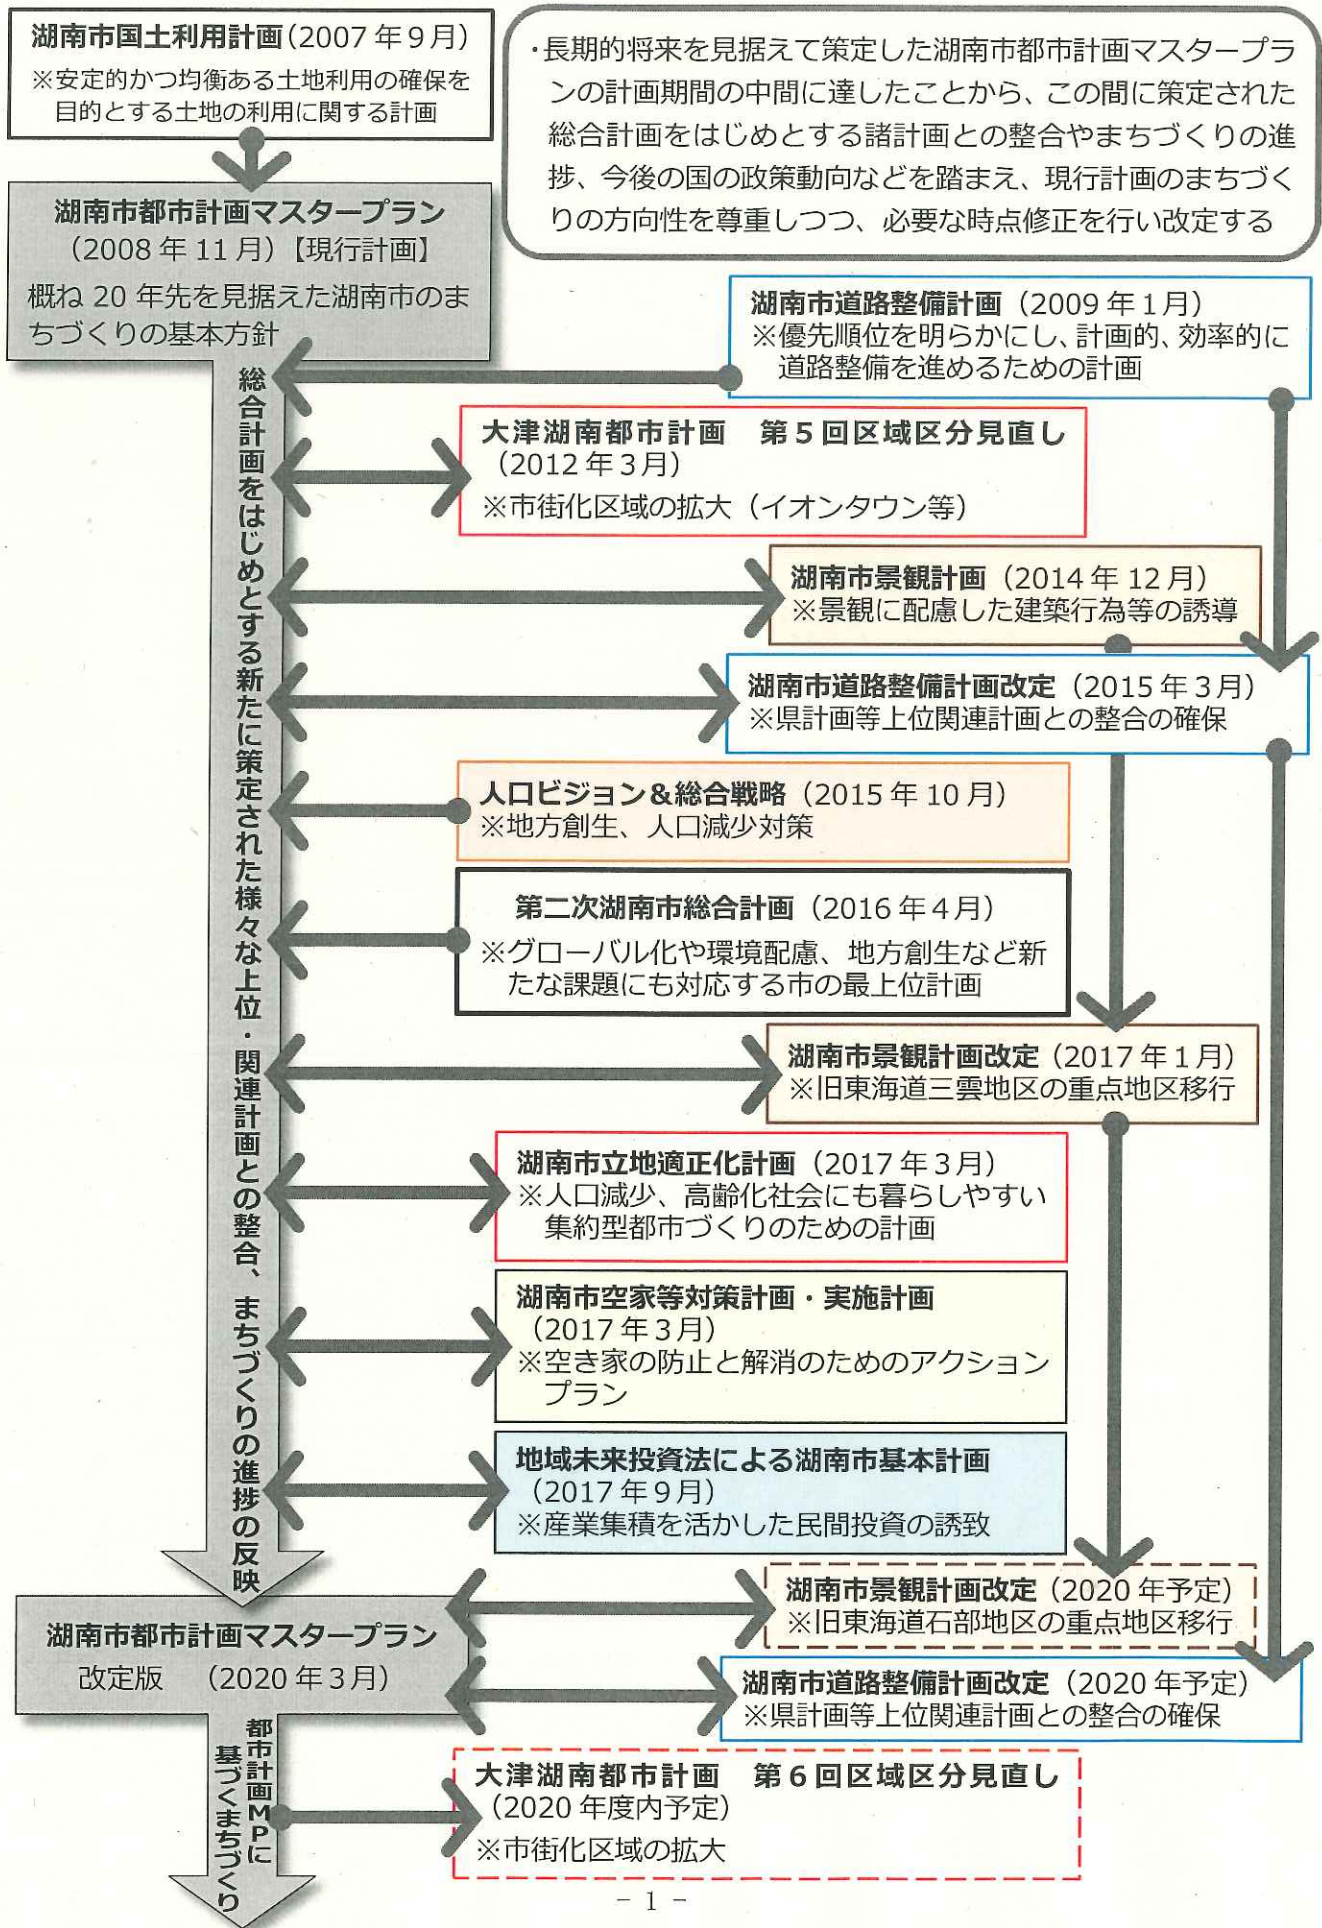 湖南市国土利用計画(2007年9月)
※安定的かつ均衡ある土地利用の確保を
目的とする土地の利用に関する計画
・長期的将来を見据えて策定した湖南市都市計画マスタープラ
ンの計画期間の中間に達したことから、この間に策定された
総合計画をはじめとする諸計画との整合やまちづくりの進
捗、今後の国の政策動向などを踏まえ、現行計画のまちづく
りの方向性を尊重しつつ、必要な時点修正を行い改定する
湖南市都市計画マスタープラン
(2008年11月)【現行計画】
概ね20年先を見据えた湖南市のま
ちづくりの基本方針
総合計画をはじめとする新たに策定された様々な上位・関連計画との整合、まちづくりの進捗の反映
湖南市道路整備計画(2009年1月)
※優先順位を明らかにし、計画的、効率的に
道路整備を進めるための計画
大津湖南都市計画 第5回区域区分見直し
(2012年3月)
※市街化区域の拡大(イオンタウン等)
湖南市景観計画(2014年12月)
※景観に配慮した建築行為等の誘導
湖南市道路整備計画改定(2015年3月)
※県計画等上位関連計画との整合の確保
人口ビジョン&総合戦略(2015年10月)
※地方創生、人口減少対策
第二次湖南市総合計画(2016年4月)
※グローバル化や環境配慮、地方創生など新
たな課題にも対応する市の最上位計画
湖南市景観計画改定(2017年1月)
※旧東海道三雲地区の重点地区移行
湖南市立地適正化計画(2017年3月)
※人口減少、高齢化社会にも暮らしやすい
集約型都市づくりのための計画
湖南市空家等対策計画・実施計画
(2017年3月)
※空き家の防止と解消のためのアクション
プラン
地域未来投資法による湖南市基本計画
(2017年9月)
※産業集積を活かした民間投資の誘致
湖南市景観計画改定(2020年予定)
※旧東海道石部地区の重点地区移行
湖南市都市計画マスタープラン
改定版 (2020年3月)
湖南市道路整備計画改定(2020年予定)
※県計画等上位関連計画との整合の確保
都市計画MPに
基づくまちづくり
大津湖南都市計画 第6回区域区分見直し
(2020年度内予定)
※市街化区域の拡大
- 1 -